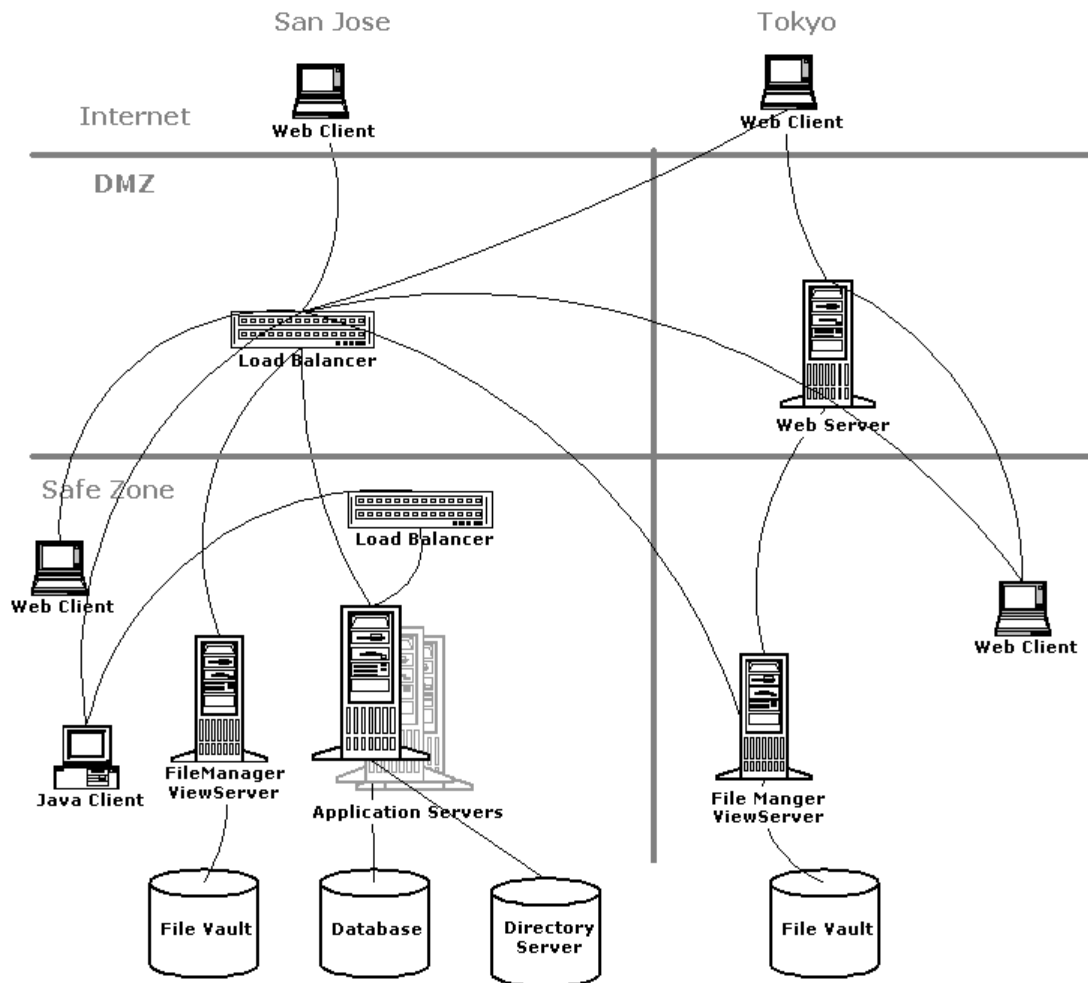 San Jose
Tokyo
Internet
Web Client
Web Client
DMZ
Load Balancer
Web Server
Safe Zone
Load Balancer
Web Client
Web Client
FileManager
ViewServer
Java Client
Application Servers
File Manger
ViewServer
File Vault
Database
Directory
Server
File Vault